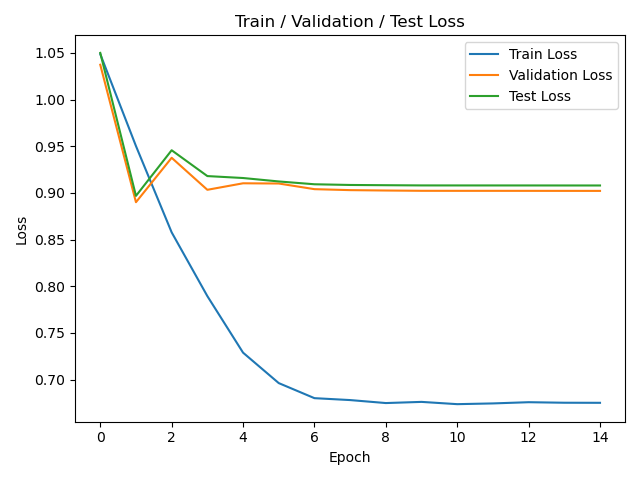 Train / Validation / Test Loss
Train Loss
Validation Loss
Test Loss
1.05
1.00
0.95
0.90
0.85
0.80
0.75
0.70
Loss
0 2 4 6 8 10 12 14
Epoch